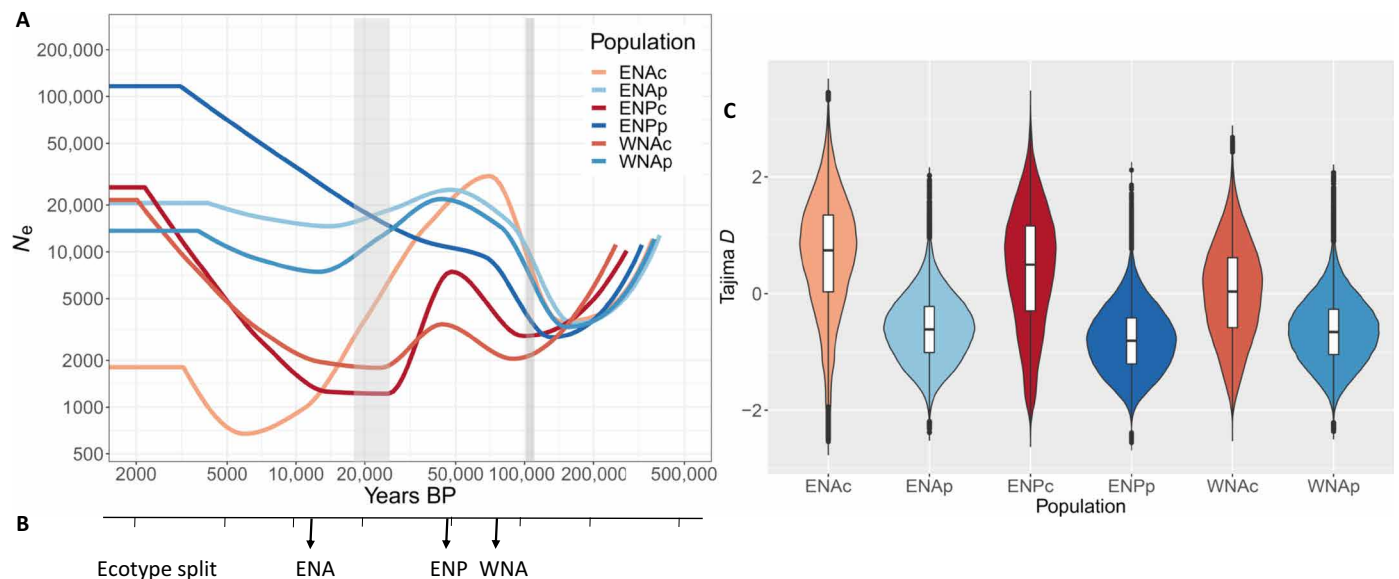 A
200,000
100,000
50,000
20,000
10,000
5000
2000
1000
500
Ne
Population
ENAc
ENAp
ENPc
ENPp
WNAc
WNAp
2000 5000 10,000 20,000 50,000 100,000 200,000 500,000
Years BP
B
Ecotype split ENA ENP WNA
C
2
0
−2
Tajima D
ENAc ENAp ENPc ENPp WNAc WNAp
Population